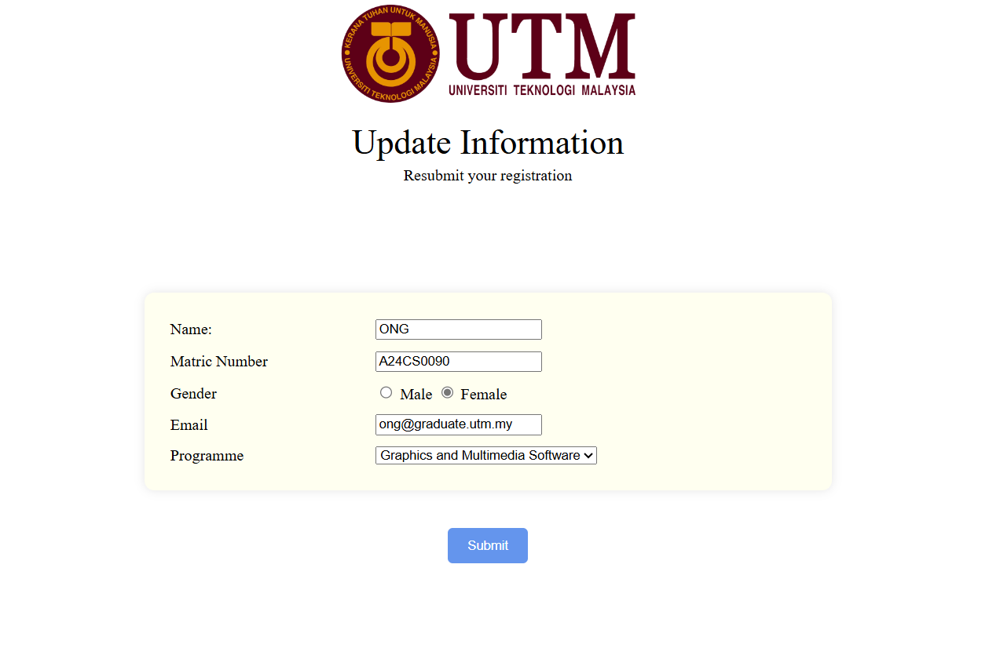 KERANA TUHAN UNTUK MANUSIA
UNIVERSITI TEKNOLOGI MALAYSIA
UTM
UNIVERSITI TEKNOLOGI MALAYSIA
Update Information
Resubmit your registration
Name: ONG
Matric Number A24CS0090
Gender Male Female
Email ong@graduate.utm.my
Programme Graphics and Multimedia Software
Submit